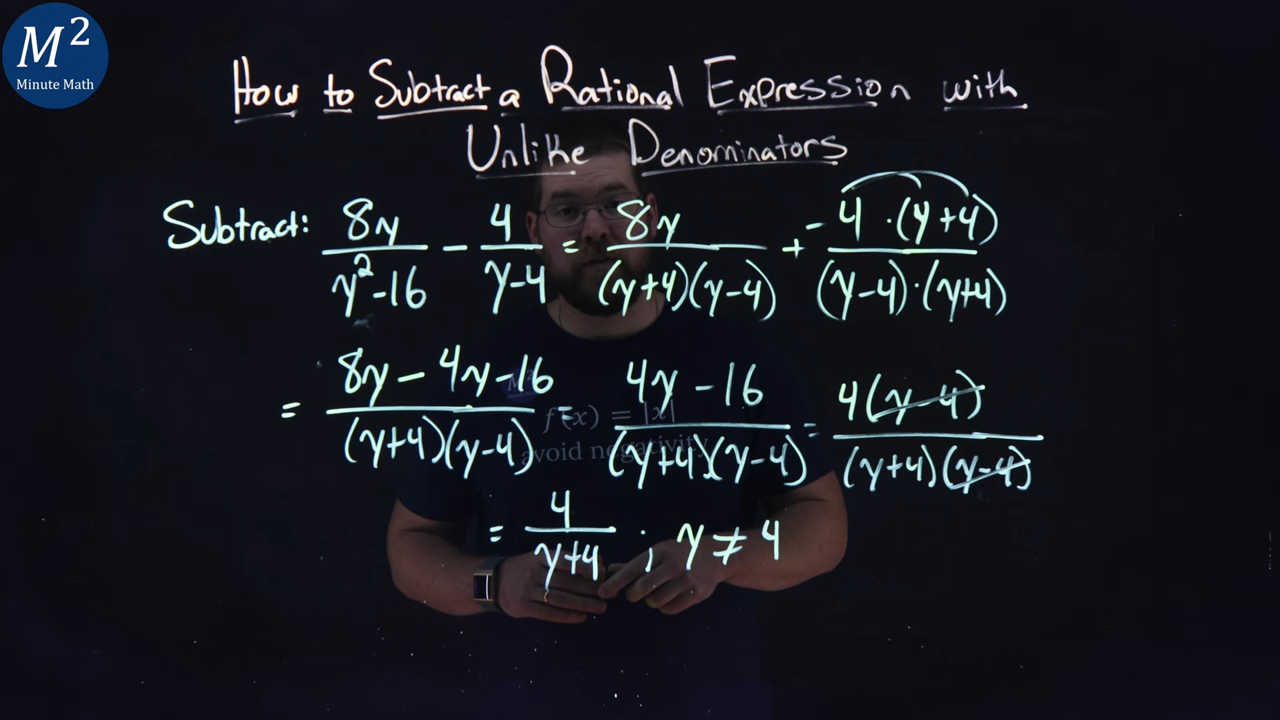 M²
Minute Math
How to Subtract a Rational Expression with
Unlike Denominators
Subtract: 8y/(y²-16) - 4/(y-4) = 8y/((y+4)(y-4)) + -4·(y+4)/((y-4)·(y+4))
= (8y-4y-16)/((y+4)(y-4)) = (4y-16)/((y+4)(y-4)) = 4(y-4)/((y+4)(y-4))
f(x) = |x|
avoid negativity
= 4/(y+4) ; y ≠ 4